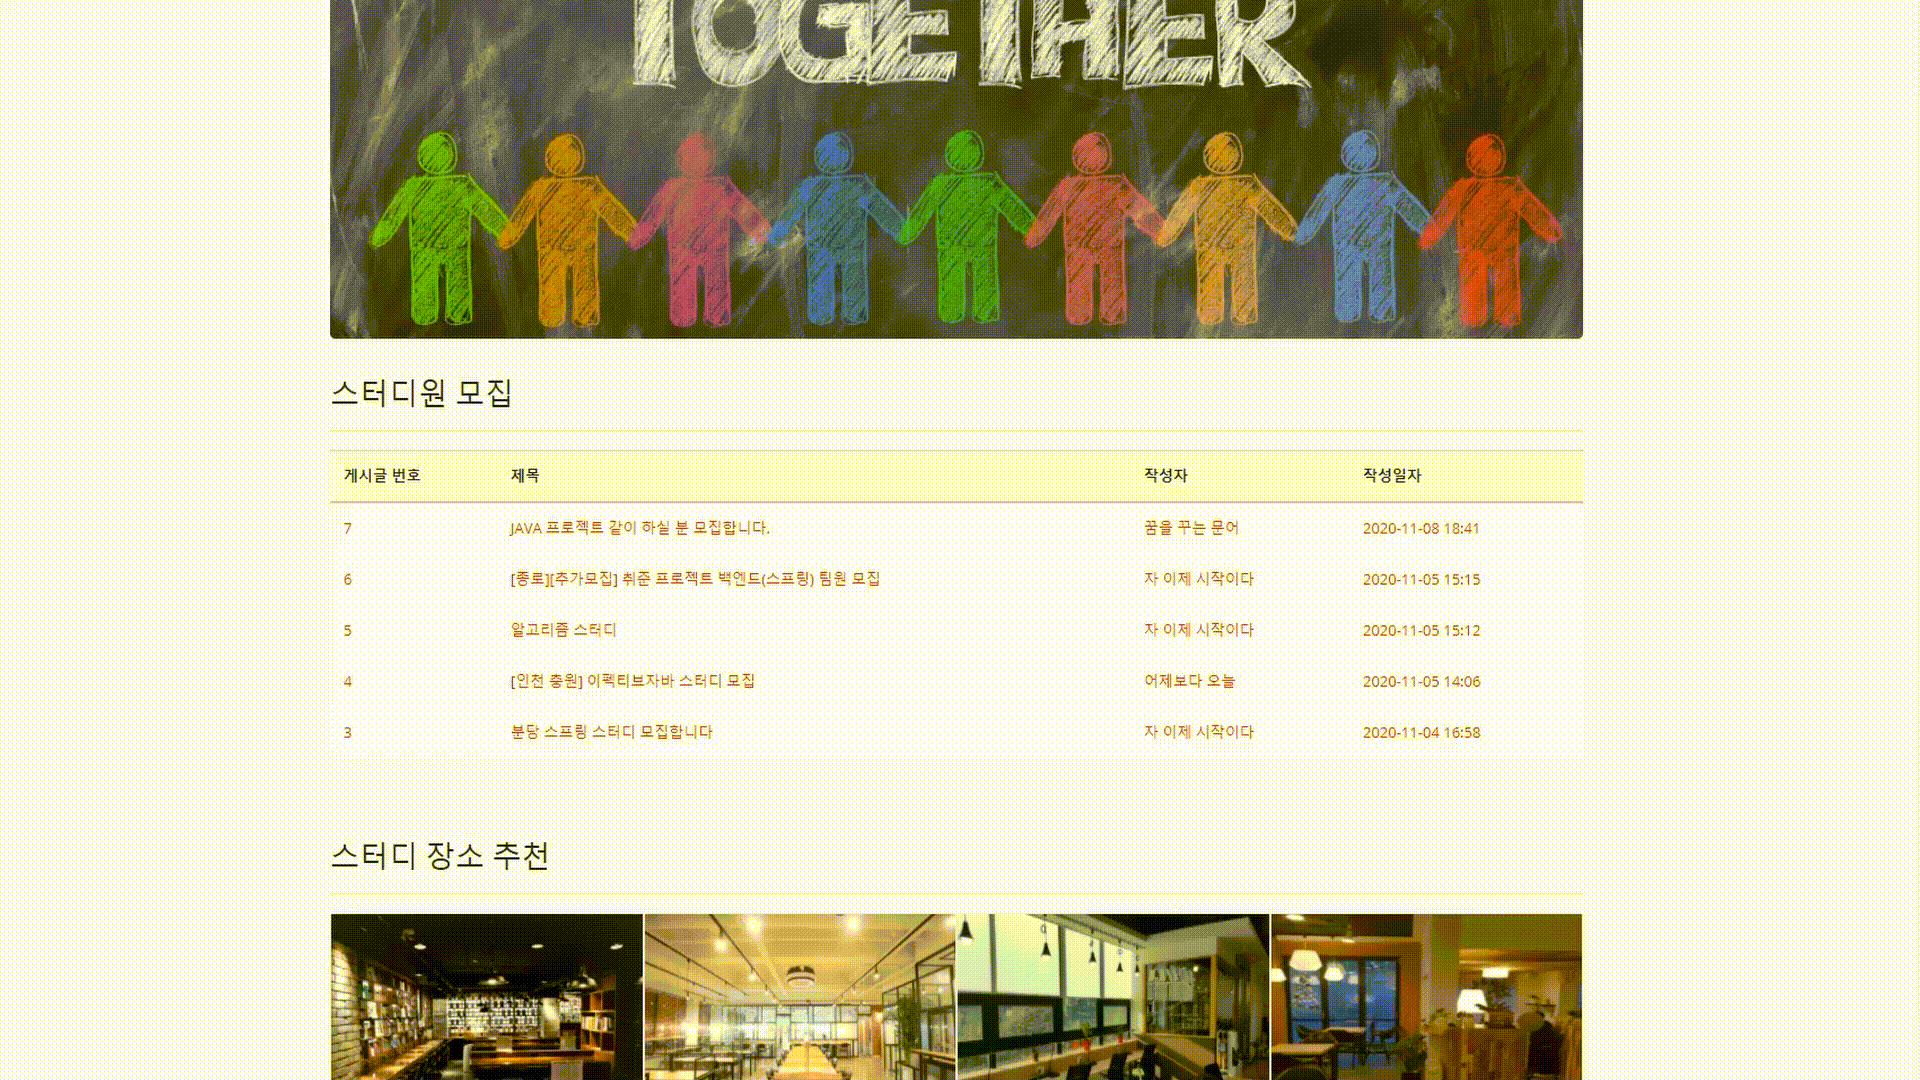 TOGETHER
스터디원 모집
게시글 번호 제목 작성자 작성일자
7 JAVA 프로젝트 같이 하실 분 모집합니다. 꿈을 꾸는 문어 2020-11-08 18:41
6 [종로][추가모집] 취준 프로젝트 백엔드(스프링) 팀원 모집 자 이제 시작이다 2020-11-05 15:15
5 알고리즘 스터디 자 이제 시작이다 2020-11-05 15:12
4 [인천 충원] 이펙티브자바 스터디 모집 어제보다 오늘 2020-11-05 14:06
3 분당 스프링 스터디 모집합니다 자 이제 시작이다 2020-11-04 16:58
스터디 장소 추천